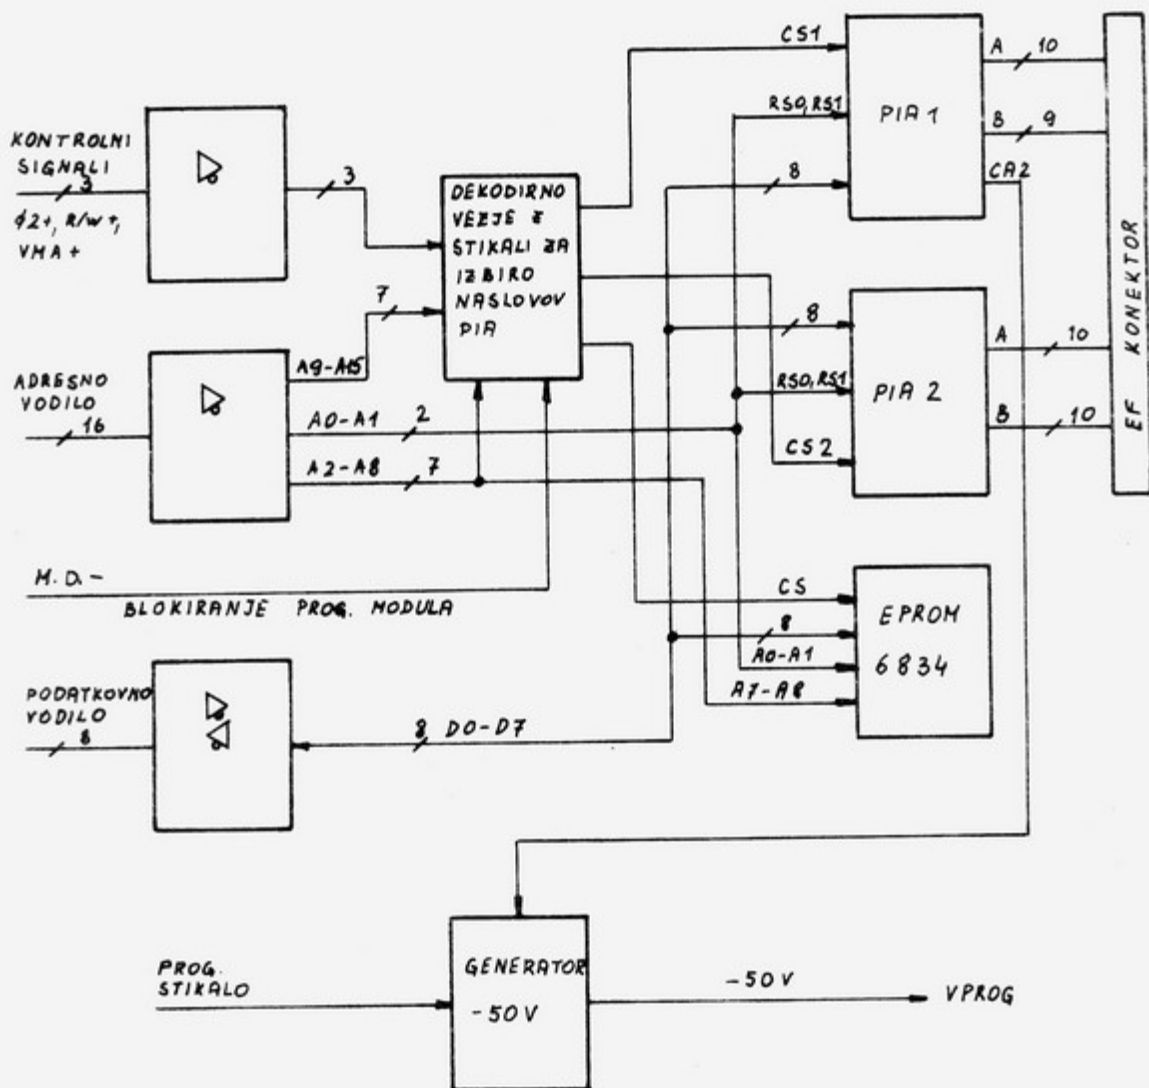 KONTROLNI
SIGNALI
3
φ2+, R/W+,
VMA+
3
ADRESNO
VODILO
16
A9-A15
7
A0-A1
2
A2-A8
7
M.D.-
BLOKIRANJE PROG. MODULA
PODATKOVNO
VODILO
8
8 D0-D7
DEKODIRNO
VEZJE Z
STIKALI ZA
IZBIRO
NASLOVOV
PIA
CS1
RS0,RS1
8
PIA 1
A 10
B 9
CA2
8
RS0,RS1
CS2
PIA 2
A 10
B 10
EF KONEKTOR
CS
8
A0-A1
A7-A8
EPROM
6834
PROG.
STIKALO
GENERATOR
-50V
-50V
VPROG